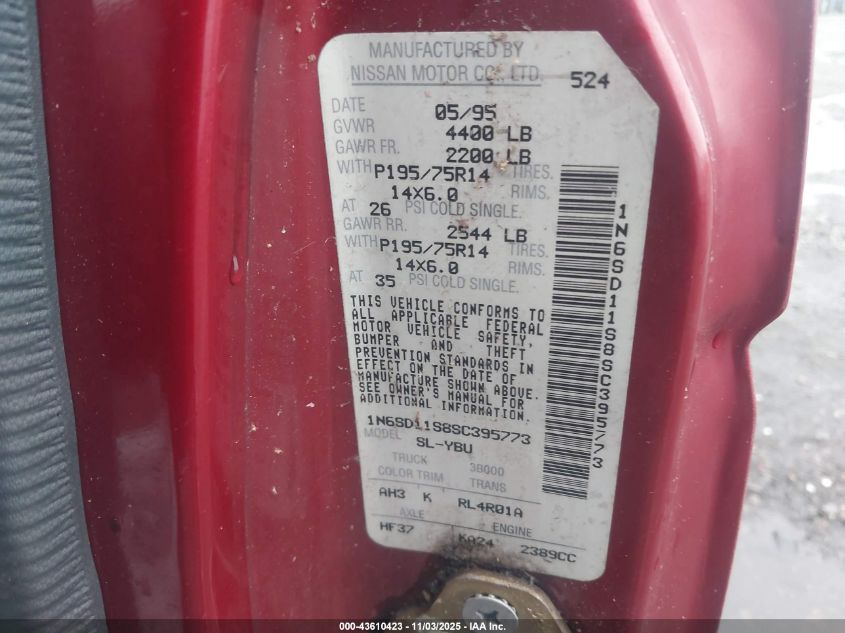 MANUFACTURED BY
NISSAN MOTOR CO., LTD. 524
DATE 05/95
GVWR 4400 LB
GAWR FR. 2200 LB
WITH P195/75R14 TIRES.
14X6.0 RIMS.
AT 26 PSI COLD SINGLE.
GAWR RR. 2544 LB
WITH P195/75R14 TIRES.
14X6.0 RIMS.
AT 35 PSI COLD SINGLE.
THIS VEHICLE CONFORMS TO
ALL APPLICABLE FEDERAL
MOTOR VEHICLE SAFETY,
BUMPER AND THEFT
PREVENTION STANDARDS IN
EFFECT ON THE DATE OF
MANUFACTURE SHOWN ABOVE.
SEE OWNER'S MANUAL FOR
ADDITIONAL INFORMATION.
1N6SD11S8SC395773
MODEL SL-YBU
TRUCK 38000
COLOR TRIM TRANS
AH3 K RL4R01A
AXLE ENGINE
HF37 KA24 2389CC
1N6SD11S8SC395773
000-43610423 - 11/03/2025 - IAA Inc.